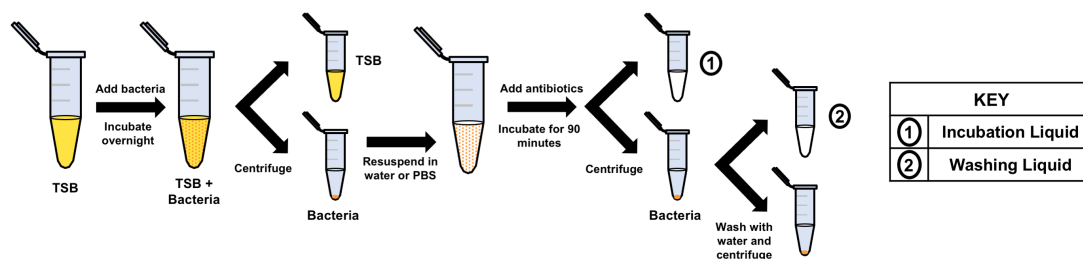 TSB
Add bacteria
Incubate
overnight
TSB +
Bacteria
Centrifuge
TSB
Bacteria
Resuspend in
water or PBS
Add antibiotics
Incubate for 90
minutes
Centrifuge
1
Bacteria
Wash with
water and
centrifuge
2
KEY
1 Incubation Liquid
2 Washing Liquid